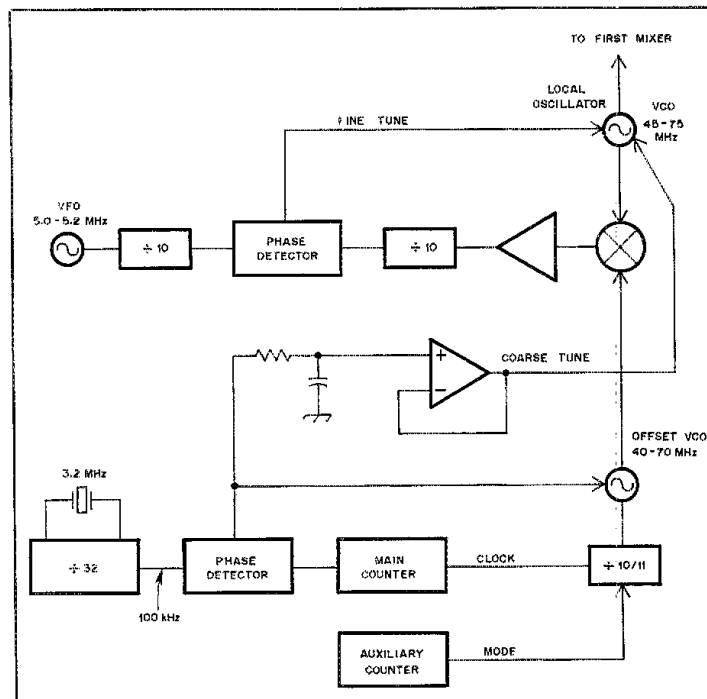 TO FIRST MIXER
LOCAL
OSCILLATOR
VCO
45-75
MHz
FINE TUNE
VFO
5.0-5.2 MHz
÷ 10
PHASE
DETECTOR
÷ 10
+
-
COARSE TUNE
OFFSET VCO
40-70 MHz
3.2 MHz
÷ 32
PHASE
DETECTOR
MAIN
COUNTER
CLOCK
÷ 10/11
100 kHz
AUXILIARY
COUNTER
MODE